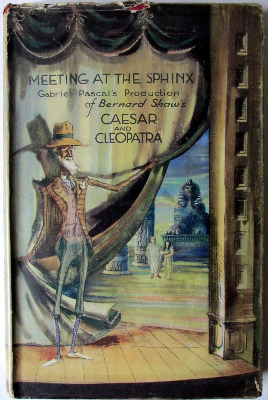 MEETING AT THE SPHINX
Gabriel Pascal's Production
of Bernard Shaw's
CAESAR
AND
CLEOPATRA